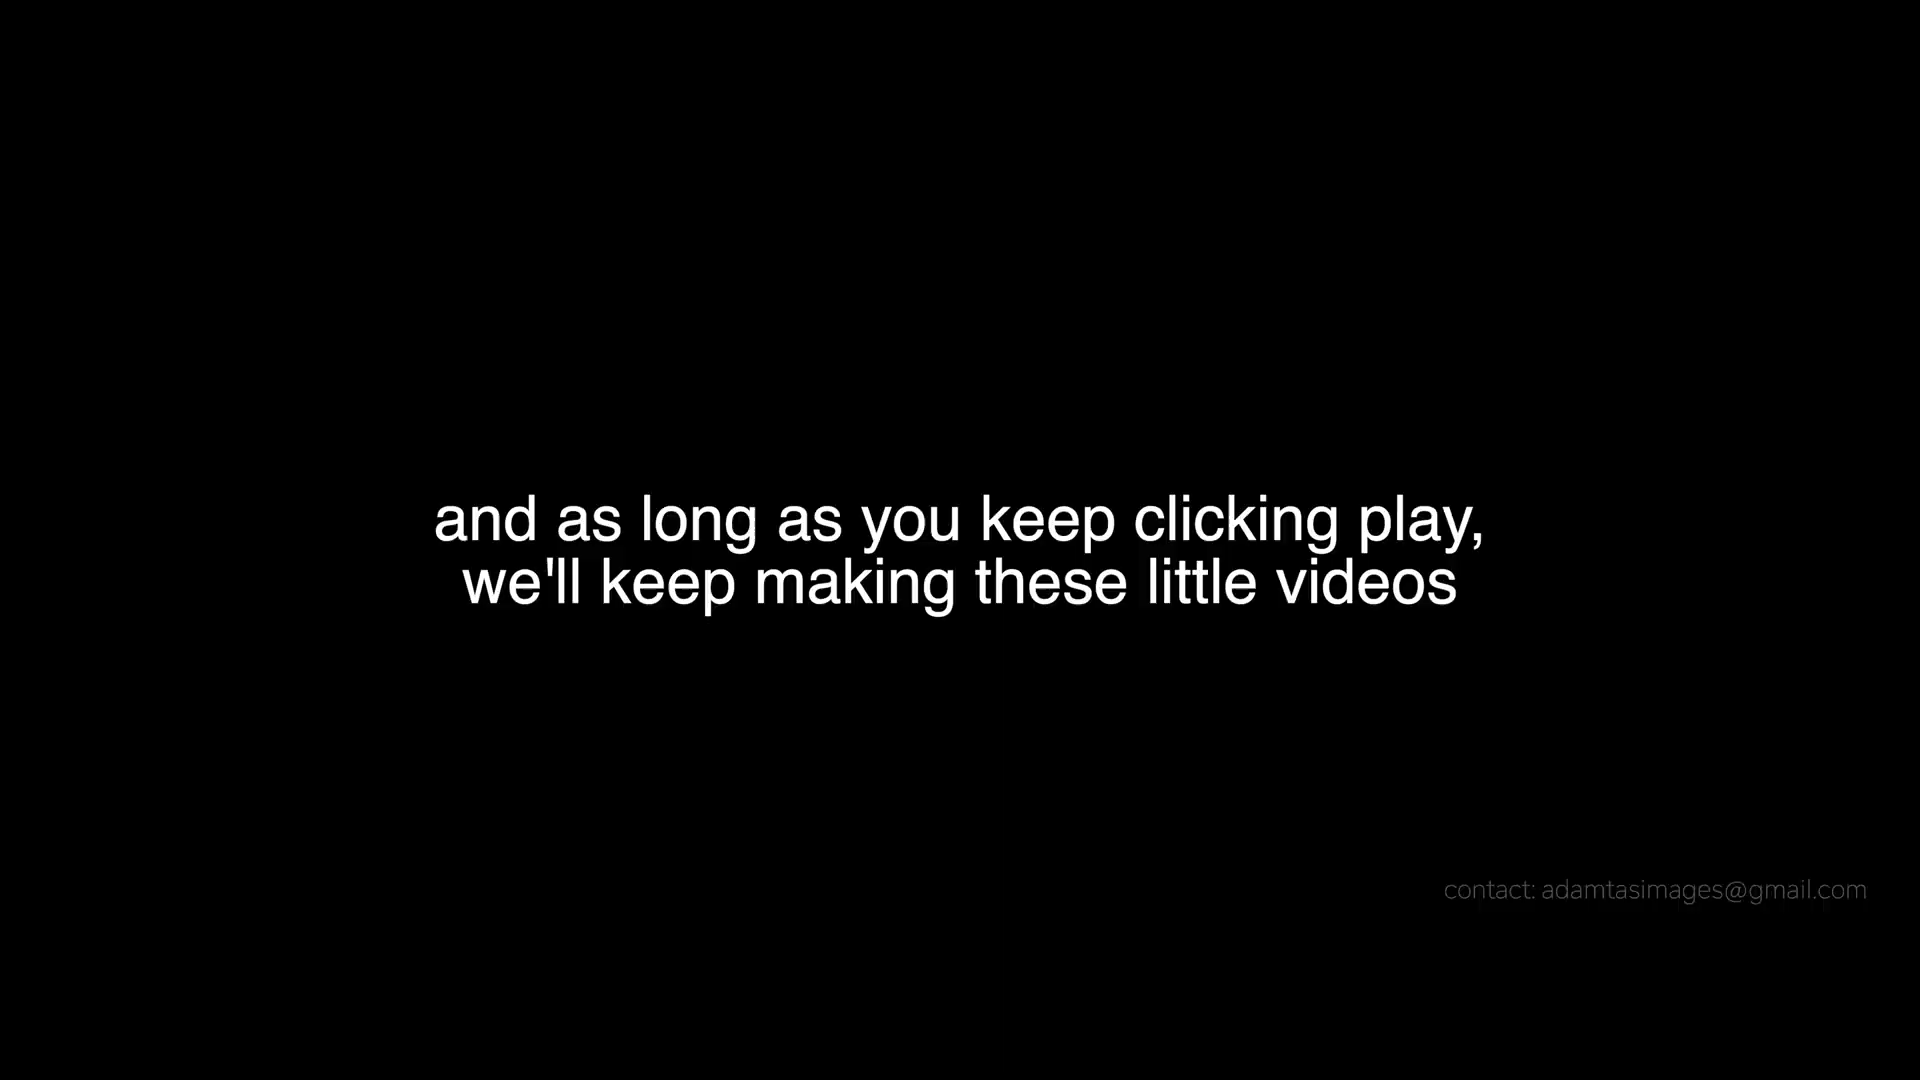 and as long as you keep clicking play,
we'll keep making these little videos
contact: adamtasimages@gmail.com